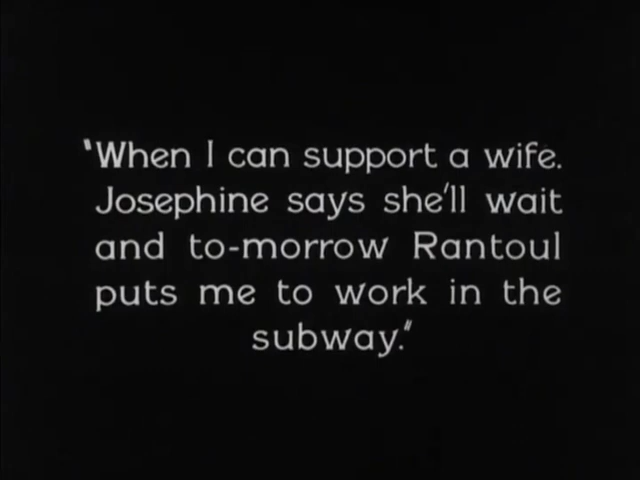 "When I can support a wife.
Josephine says she'll wait
and to-morrow Rantoul
puts me to work in the
subway."